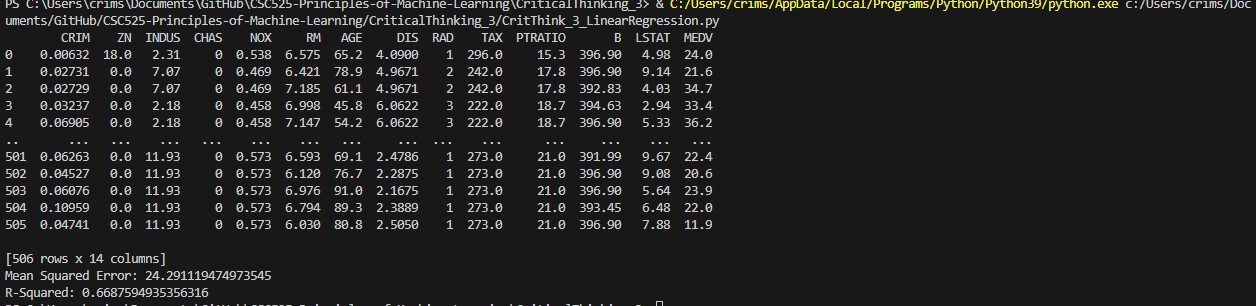 PS C:\Users\crims\Documents\GitHub\CSC525-Principles-of-Machine-Learning\CriticalThinking_3> & C:/Users/crims/AppData/Local/Programs/Python/Python39/python.exe c:/Users/crims/Doc
uments/GitHub/CSC525-Principles-of-Machine-Learning/CriticalThinking_3/CritThink_3_LinearRegression.py
CRIM ZN INDUS CHAS NOX RM AGE DIS RAD TAX PTRATIO B LSTAT MEDV
0 0.00632 18.0 2.31 0 0.538 6.575 65.2 4.0900 1 296.0 15.3 396.90 4.98 24.0
1 0.02731 0.0 7.07 0 0.469 6.421 78.9 4.9671 2 242.0 17.8 396.90 9.14 21.6
2 0.02729 0.0 7.07 0 0.469 7.185 61.1 4.9671 2 242.0 17.8 392.83 4.03 34.7
3 0.03237 0.0 2.18 0 0.458 6.998 45.8 6.0622 3 222.0 18.7 394.63 2.94 33.4
4 0.06905 0.0 2.18 0 0.458 7.147 54.2 6.0622 3 222.0 18.7 396.90 5.33 36.2
.. ... ... ... ... ... ... ... ... ... ... ... ... ... ...
501 0.06263 0.0 11.93 0 0.573 6.593 69.1 2.4786 1 273.0 21.0 391.99 9.67 22.4
502 0.04527 0.0 11.93 0 0.573 6.120 76.7 2.2875 1 273.0 21.0 396.90 9.08 20.6
503 0.06076 0.0 11.93 0 0.573 6.976 91.0 2.1675 1 273.0 21.0 396.90 5.64 23.9
504 0.10959 0.0 11.93 0 0.573 6.794 89.3 2.3889 1 273.0 21.0 393.45 6.48 22.0
505 0.04741 0.0 11.93 0 0.573 6.030 80.8 2.5050 1 273.0 21.0 396.90 7.88 11.9
[506 rows x 14 columns]
Mean Squared Error: 24.291119474973545
R-Squared: 0.6687594935356316